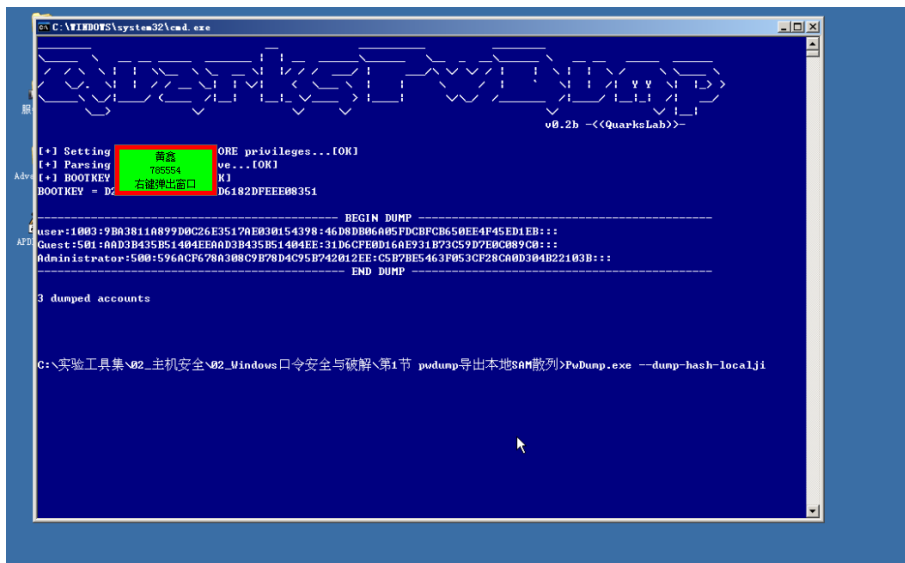 C:\WINDOWS\system32\cmd.exe
QuarksPwDump
v0.2b -<(QuarksLab)>-
[+] Setting ORE privileges...[OK]
[+] Parsing ve...[OK]
[+] BOOTKEY K]
BOOTKEY = D2 D6182DFEEE08351
黄鑫
785554
右键弹出窗口
BEGIN DUMP
user:1003:9BA3811A899D0C26E3517AE030154398:46D8DB06A05FDCBFCB650EE4F45ED1EB:::
Guest:501:AAD3B435B51404EEAAD3B435B51404EE:31D6CFE0D16AE931B73C59D7E0C089C0:::
Administrator:500:596ACF678A308C9B78D4C95B742012EE:C5B7BE5463F053CF28CA0D304B22103B:::
END DUMP
3 dumped accounts
C:\实验工具集\02_主机安全\02_Windows口令安全与破解\第1节 pwdump导出本地SAM散列>PwDump.exe --dump-hash-localji